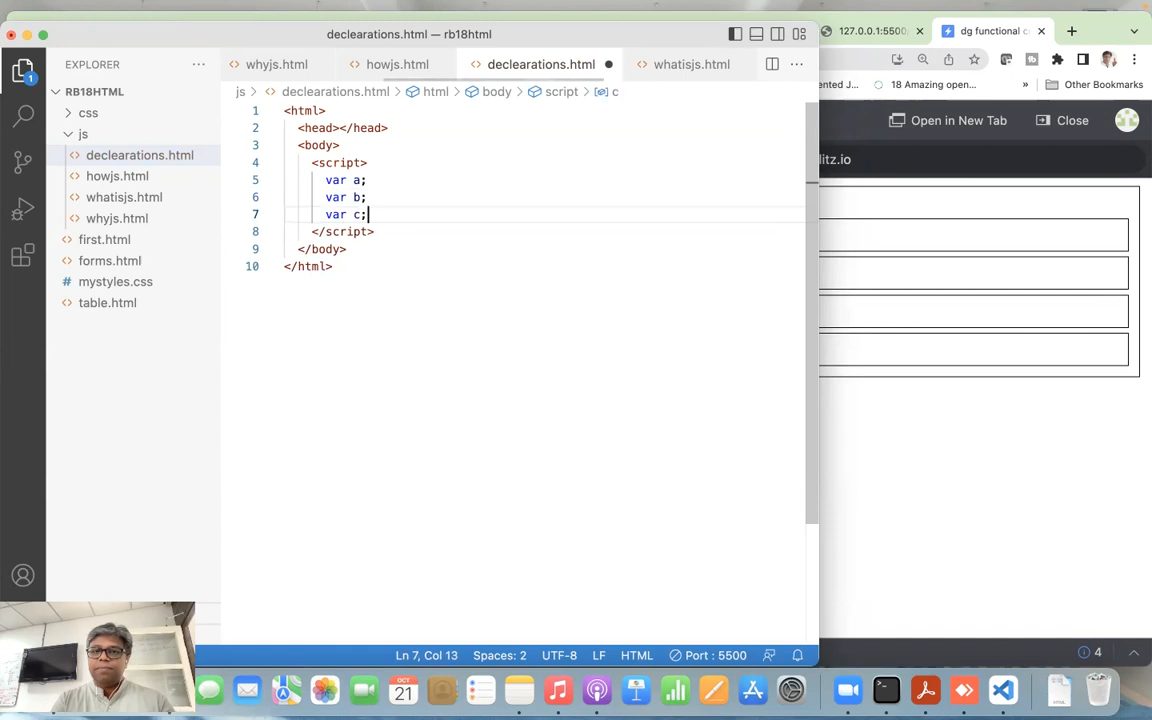 declearations.html — rb18html
127.0.0.1:5500/
dg functional c
EXPLORER
whyjs.html
howjs.html
declearations.html
whatisjs.html
ented J...
18 Amazing open...
»
Other Bookmarks
RB18HTML
js > declearations.html > html > body > script > c
css
js
declearations.html
howjs.html
whatisjs.html
whyjs.html
first.html
forms.html
mystyles.css
table.html
1 <html>
2 <head></head>
3 <body>
4 <script>
5 var a;
6 var b;
7 var c;
8 </script>
9 </body>
10 </html>
Open in New Tab
Close
litz.io
1
Ln 7, Col 13
Spaces: 2
UTF-8
LF
HTML
Port : 5500
4
OCT
21